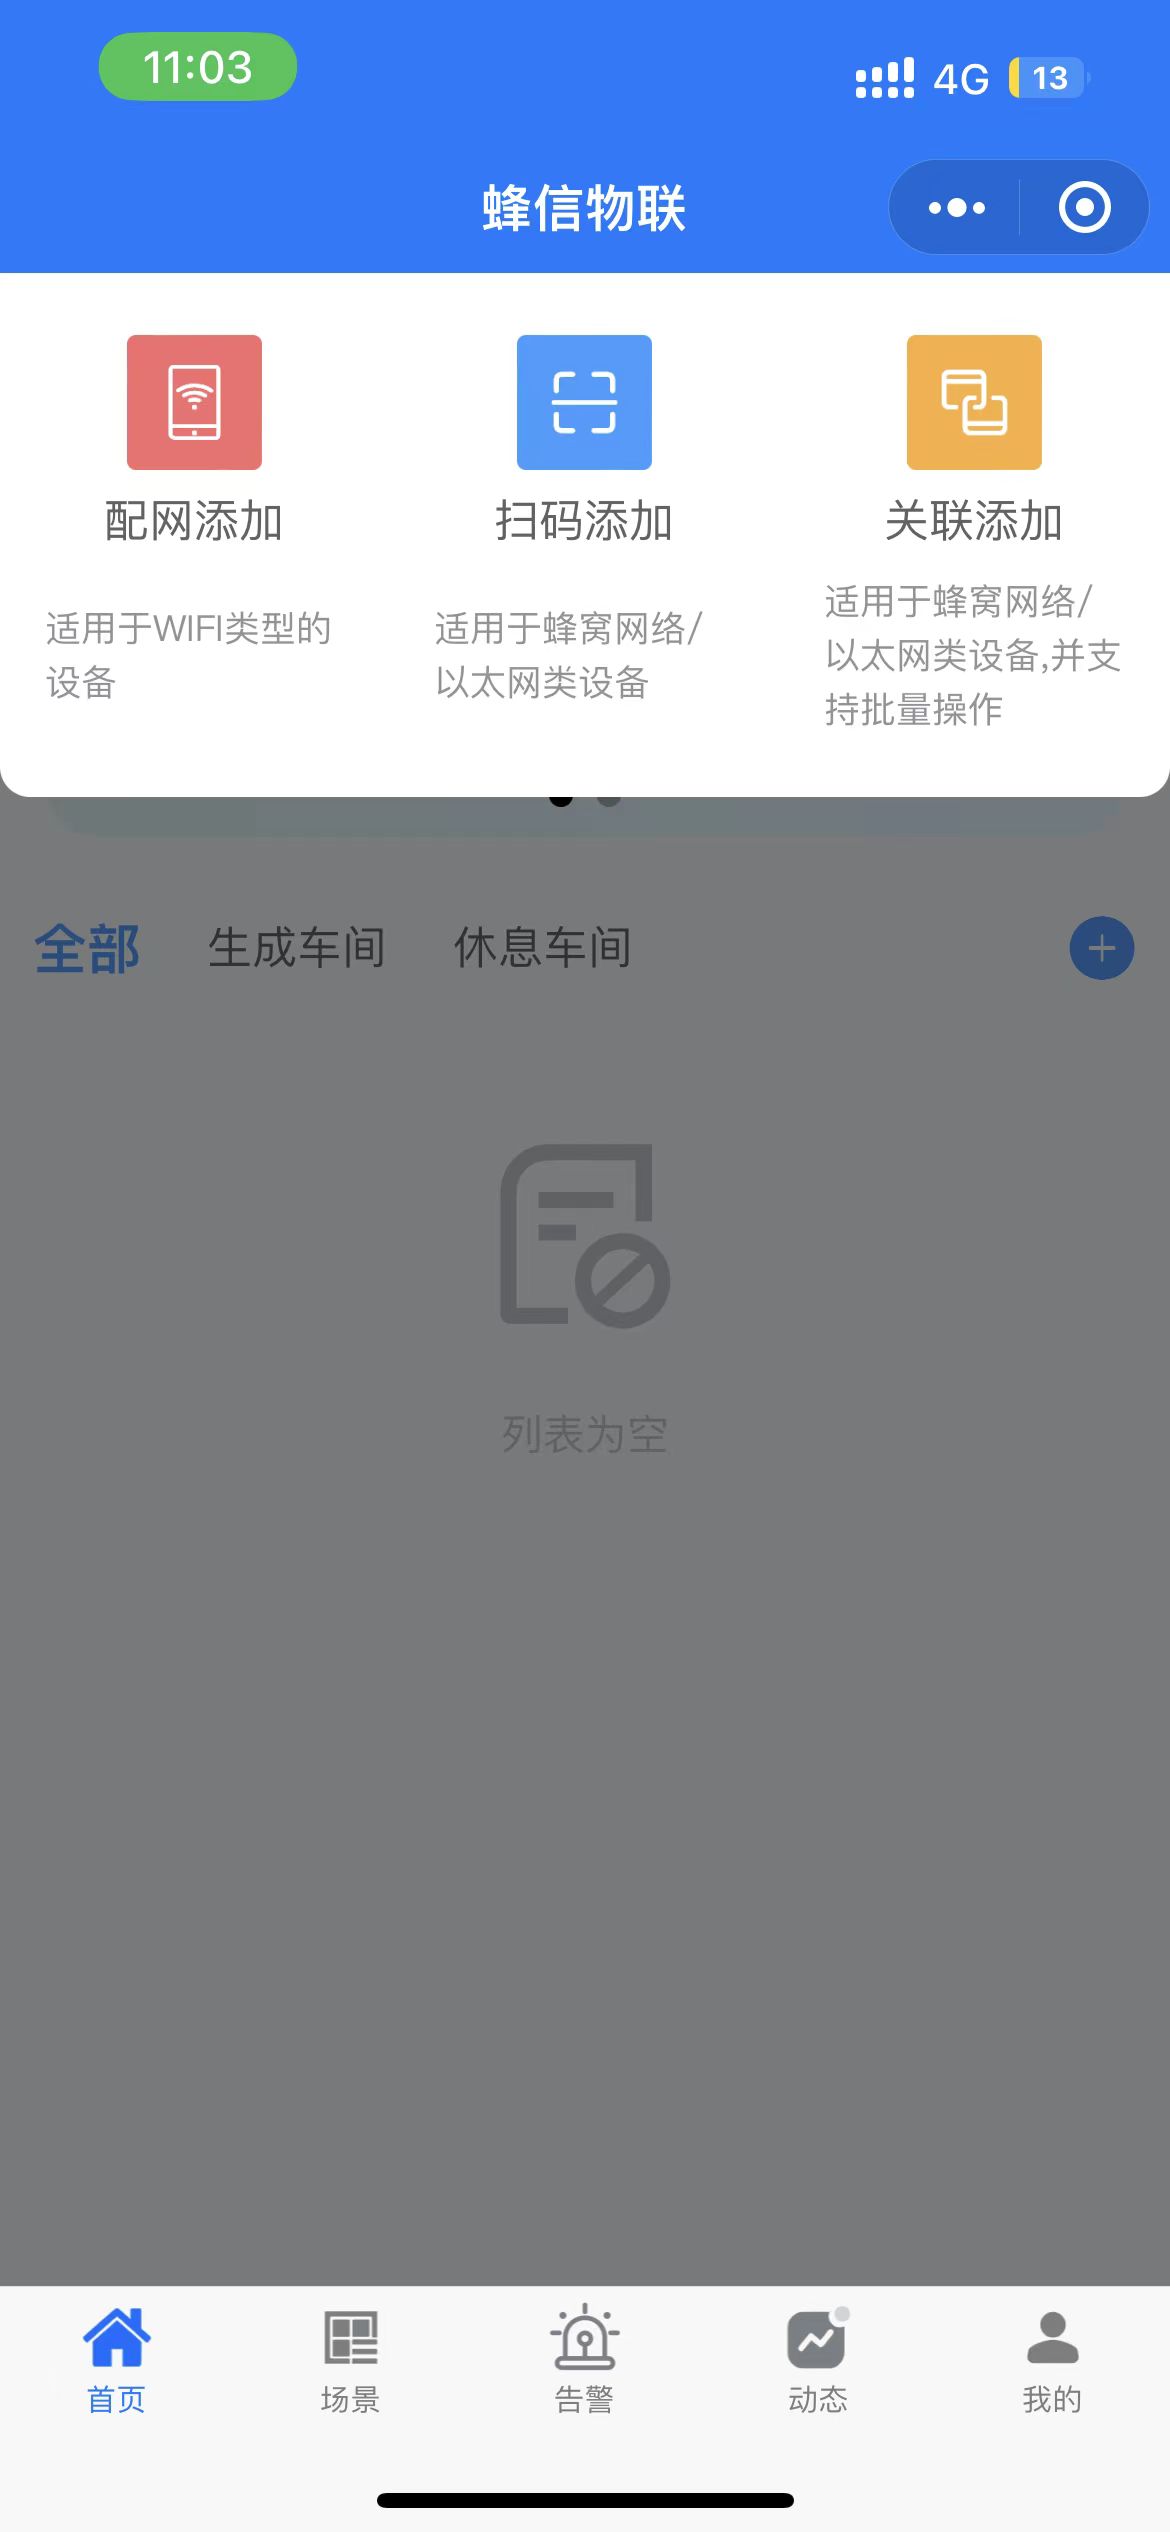 11:03
4G 13
蜂信物联
配网添加 扫码添加 关联添加
适用于WIFI类型的
设备
适用于蜂窝网络/
以太网类设备
适用于蜂窝网络/
以太网类设备,并支
持批量操作
全部 生成车间 休息车间
列表为空
首页 场景 告警 动态 我的